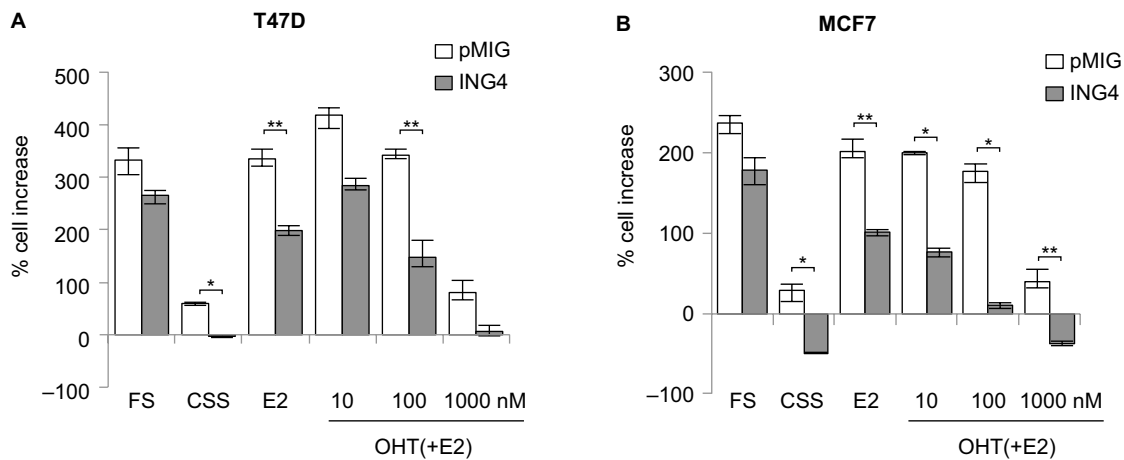 A
T47D
pMIG
ING4
% cell increase
500
400
300
200
100
0
–100
*
**
**
FS
CSS
E2
10
100
1000 nM
OHT(+E2)
B
MCF7
pMIG
ING4
% cell increase
300
200
100
0
–100
*
**
*
*
**
FS
CSS
E2
10
100
1000 nM
OHT(+E2)